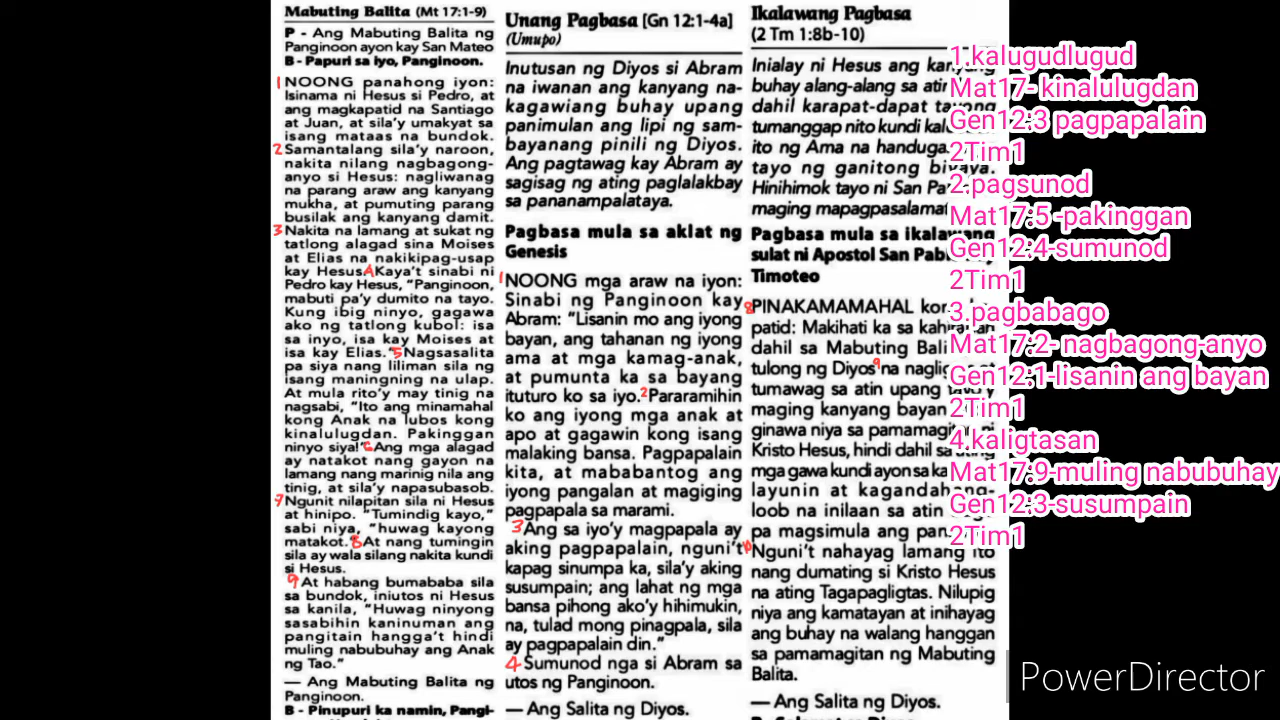 Mabuting Balita (Mt 17:1-9)
P - Ang Mabuting Balita ng
Panginoon ayon kay San Mateo
B - Papuri sa iyo, Panginoon.
1 NOONG panahong iyon:
Isinama ni Hesus si Pedro, at
ang magkapatid na Santiago
at Juan, at sila'y umakyat sa
isang mataas na bundok.
2 Samantalang sila'y naroon,
nakita nilang nagbagong-
anyo si Hesus: nagliwanag
na parang araw ang kanyang
mukha, at pumuting parang
busilak ang kanyang damit.
3 Nakita na lamang at sukat ng
tatlong alagad sina Moises
at Elias na nakikipag-usap
kay Hesus. 4 Kaya't sinabi ni
Pedro kay Hesus, "Panginoon,
mabuti pa'y dumito na tayo.
Kung ibig ninyo, gagawa
ako ng tatlong kubol: isa
sa inyo, isa kay Moises at
isa kay Elias." 5 Nagsasalita
pa siya nang liliman sila ng
isang maningning na ulap.
At mula rito'y may tinig na
nagsabi, "Ito ang minamahal
kong Anak na lubos kong
kinalulugdan. Pakinggan
ninyo siya!" 6 Ang mga alagad
ay natakot nang gayon na
lamang nang marinig nila ang
tinig, at sila'y napasubasob.
7 Ngunit nilapitan sila ni Hesus
at hinipo. "Tumindig kayo,"
sabi niya, "huwag kayong
matakot." 8 At nang tumingin
sila ay wala silang nakita kundi
si Hesus.
9 At habang bumababa sila
sa bundok, iniutos ni Hesus
sa kanila, "Huwag ninyong
sasabihin kaninuman ang
pangitain hangga't hindi
muling nabubuhay ang Anak
ng Tao."
— Ang Mabuting Balita ng
Panginoon.
B - Pinupuri ka namin, Pangi-
Unang Pagbasa [Gn 12:1-4a]
(Umupo)
Inutusan ng Diyos si Abram
na iwanan ang kanyang na-
kagawiang buhay upang
panimulan ang lipi ng sam-
bayanang pinili ng Diyos.
Ang pagtawag kay Abram ay
sagisag ng ating paglalakbay
sa pananampalataya.
Pagbasa mula sa aklat ng
Genesis
1 NOONG mga araw na iyon:
Sinabi ng Panginoon kay
Abram: "Lisanin mo ang iyong
bayan, ang tahanan ng iyong
ama at mga kamag-anak,
at pumunta ka sa bayang
ituturo ko sa iyo. 2 Pararamihin
ko ang iyong mga anak at
apo at gagawin kong isang
malaking bansa. Pagpapalain
kita, at mababantog ang
iyong pangalan at magiging
pagpapala sa marami.
3 Ang sa iyo'y magpapala ay
aking pagpapalain, nguni't
kapag sinumpa ka, sila'y aking
susumpain; ang lahat ng mga
bansa pihong ako'y hihimukin,
na, tulad mong pinagpala, sila
ay pagpapalain din."
4 Sumunod nga si Abram sa
utos ng Panginoon.
— Ang Salita ng Diyos.
Ikalawang Pagbasa
(2 Tm 1:8b-10)
Inialay ni Hesus ang
buhay alang-alang sa
dahil karapat-dapat
tumanggap nito kundi
ito ng Ama na
tayo ng ganitong biyaya.
Hinihimok tayo ni San
maging
Pagbasa mula sa ikalawang
sulat ni Apostol San
Timoteo
8 PINAKAMAMAHAL
patid: Makihati ka sa
dahil sa Mabuting
tulong ng Diyos 9 na
tumawag sa atin upang
maging kanyang bayan
ginawa niya sa
Kristo Hesus, hindi dahil sa
mga gawa kundi ayon sa
layunin at kagandahang-
loob na inilaan sa atin
pa magsimula ang
10 Nguni't nahayag lamang ito
nang dumating si Kristo Hesus
na ating Tagapagligtas. Nilupig
niya ang kamatayan at inihayag
ang buhay na walang hanggan
sa pamamagitan ng Mabuting
Balita.
— Ang Salita ng Diyos.
1.kalugudlugud
Mat17- kinalulugdan
Gen12:3 pagpapalain
2Tim1
2.pagsunod
Mat17:5 -pakinggan
Gen12:4-sumunod
2Tim1
3.pagbabago
Mat17:2- nagbagong-anyo
Gen12:1-lisanin ang bayan
2Tim1
4.kaligtasan
Mat17:9-muling nabubuhay
Gen12:3-susumpain
2Tim1
PowerDirector